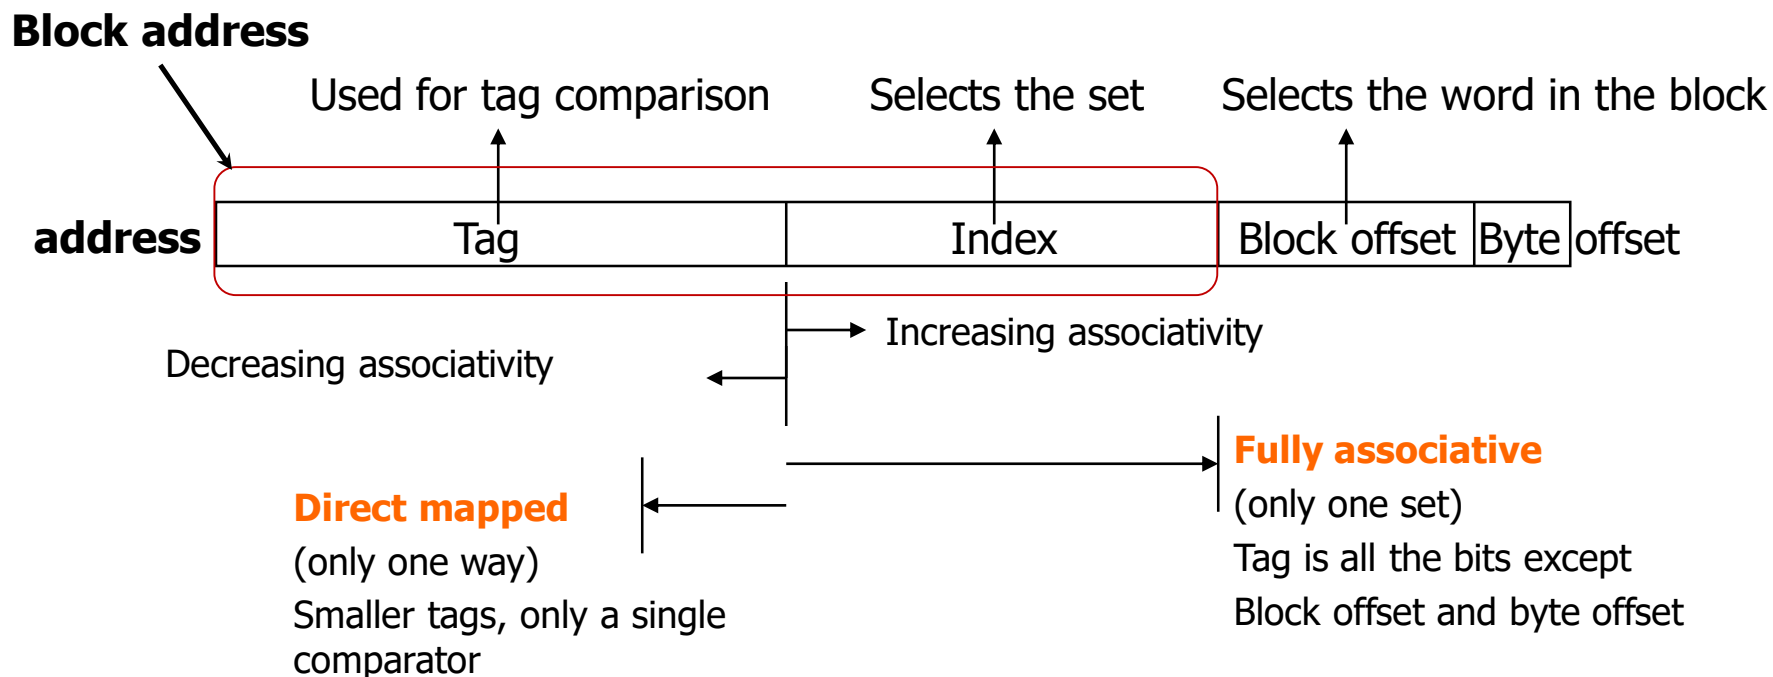 Block address
Used for tag comparison
Selects the set
Selects the word in the block
address
Tag
Index
Block offset
Byte offset
Increasing associativity
Decreasing associativity
Fully associative
(only one set)
Tag is all the bits except
Block offset and byte offset
Direct mapped
(only one way)
Smaller tags, only a single
comparator